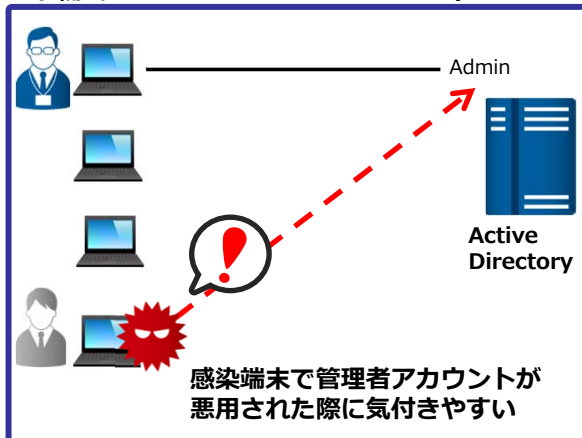 Admin
Active
Directory
感染端末で管理者アカウントが
悪用された際に気付きやすい